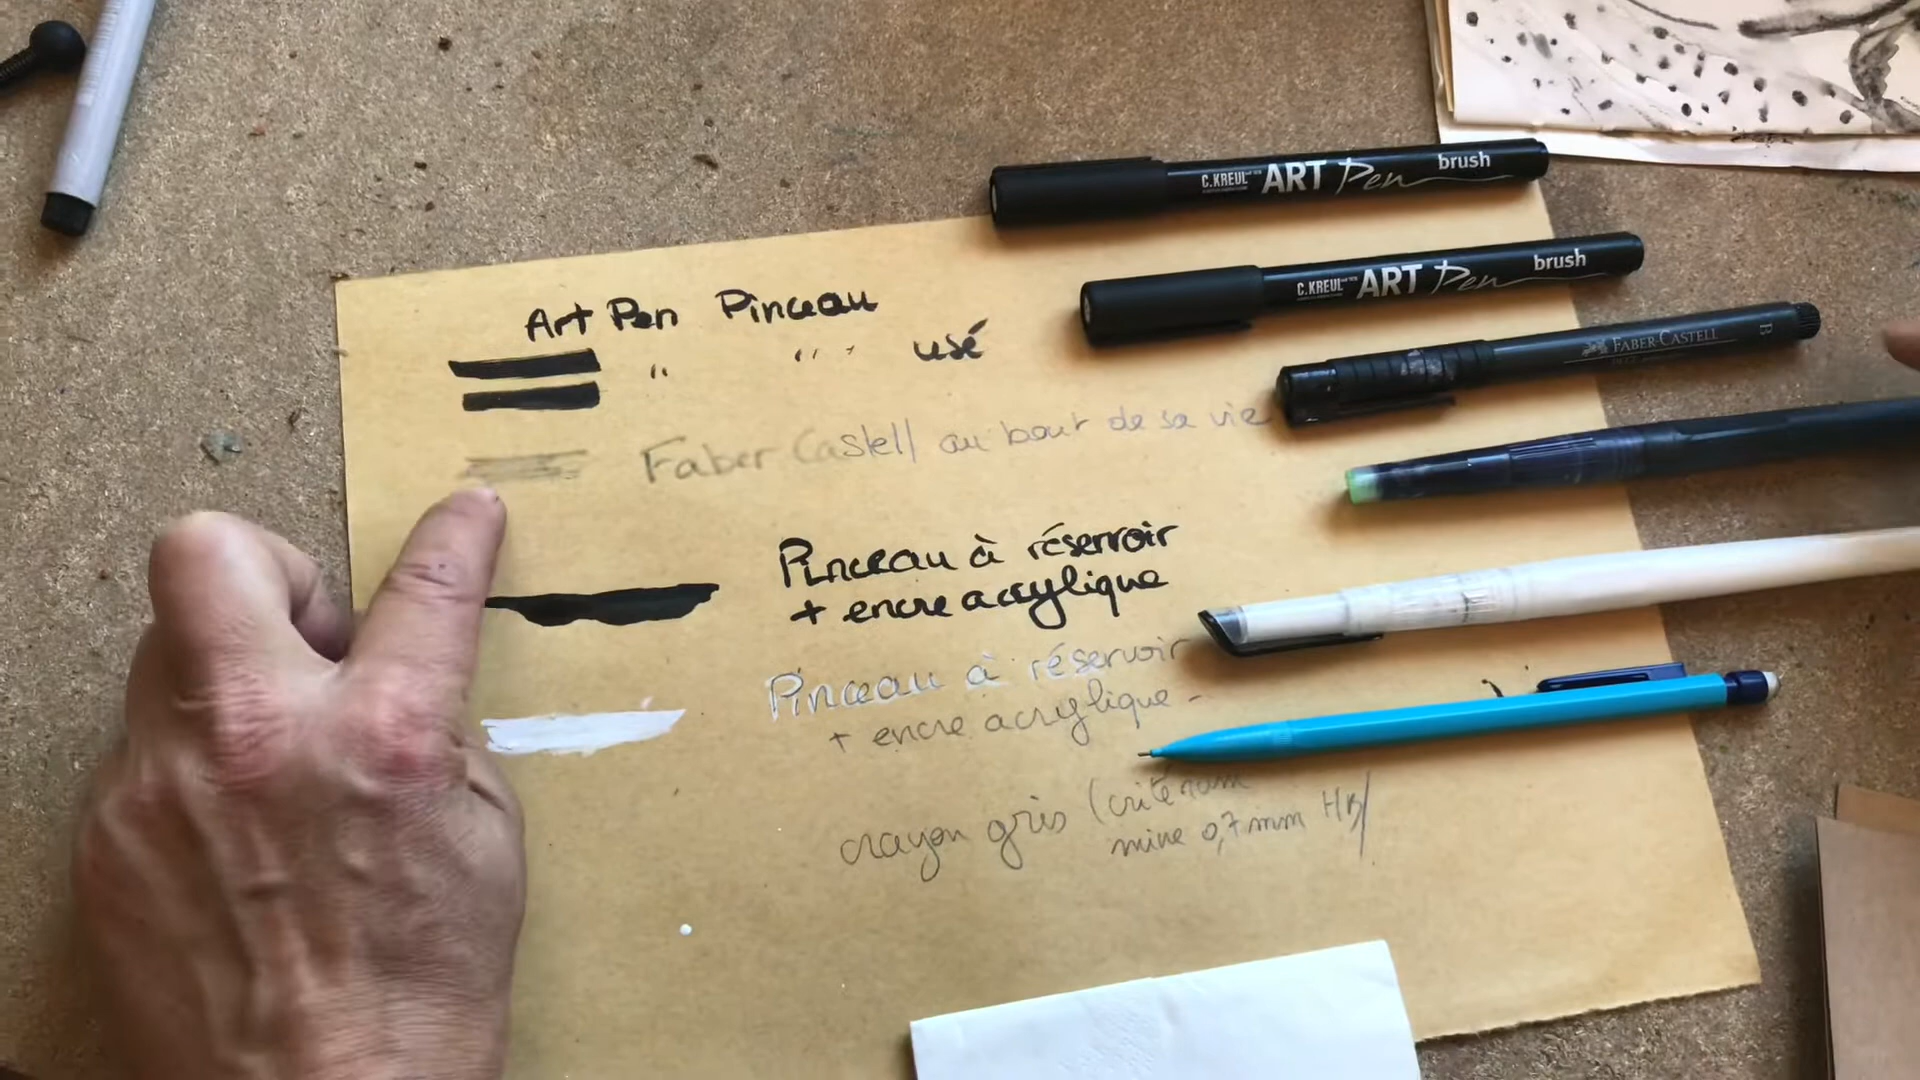 C.KREUL ART Pen brush
C.KREUL ART Pen brush
FABER-CASTELL B
Art Pen Pinceau
" " " usé
Faber Castell au bout de sa vie
Pinceau à réservoir
+ encre acrylique
Pinceau à réservoir
+ encre acrylique -
crayon gris (critérium
mine 0,7 mm HB)